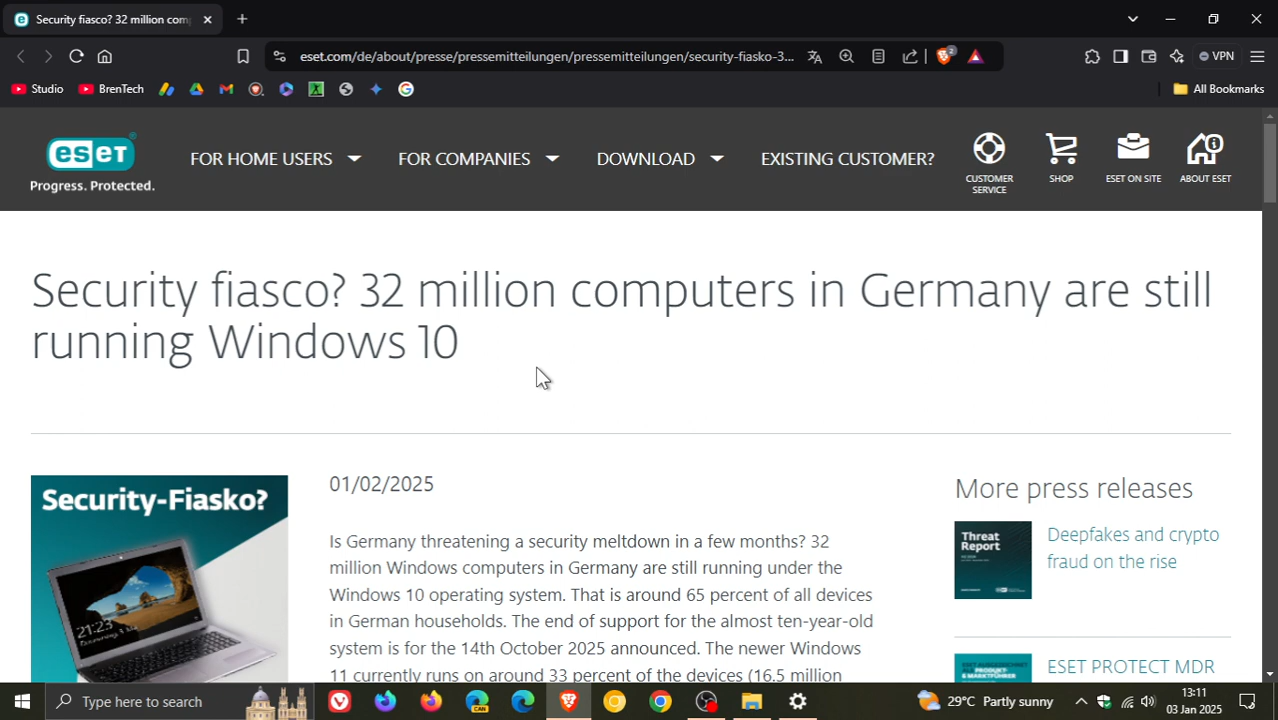 Security fiasco? 32 million com
eset.com/de/about/presse/pressemitteilungen/pressemitteilungen/security-fiasko-3...
2
VPN
Studio
BrenTech
All Bookmarks
eset
Progress. Protected.
FOR HOME USERS
FOR COMPANIES
DOWNLOAD
EXISTING CUSTOMER?
CUSTOMER
SERVICE
SHOP
ESET ON SITE
ABOUT ESET
Security fiasco? 32 million computers in Germany are still
running Windows 10
Security-Fiasko?
21:23
01/02/2025
Is Germany threatening a security meltdown in a few months? 32
million Windows computers in Germany are still running under the
Windows 10 operating system. That is around 65 percent of all devices
in German households. The end of support for the almost ten-year-old
system is for the 14th October 2025 announced. The newer Windows
11 currently runs on around 33 percent of the devices (16.5 million
More press releases
Threat
Report
Deepfakes and crypto
fraud on the rise
ESET PROTECT MDR
Type here to search
CAN
29°C Partly sunny
13:11
03 Jan 2025